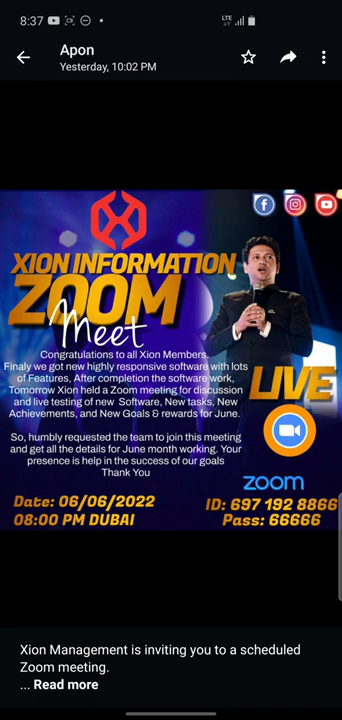 8:37
LTE
Apon
Yesterday, 10:02 PM
XION INFORMATION
ZOOM
Meet
Congratulations to all Xion Members.
Finaly we got new highly responsive software with lots
of Features, After completion the software work,
Tomorrow Xion held a Zoom meeting for discussion
and live testing of new Software, New tasks, New
Achievements, and New Goals & rewards for June.
So, humbly requested the team to join this meeting
and get all the details for June month working. Your
presence is help in the success of our goals
Thank You
LIVE
zoom
Date: 06/06/2022
08:00 PM DUBAI
ID: 697 192 8866
Pass: 66666
Xion Management is inviting you to a scheduled
Zoom meeting.
... Read more